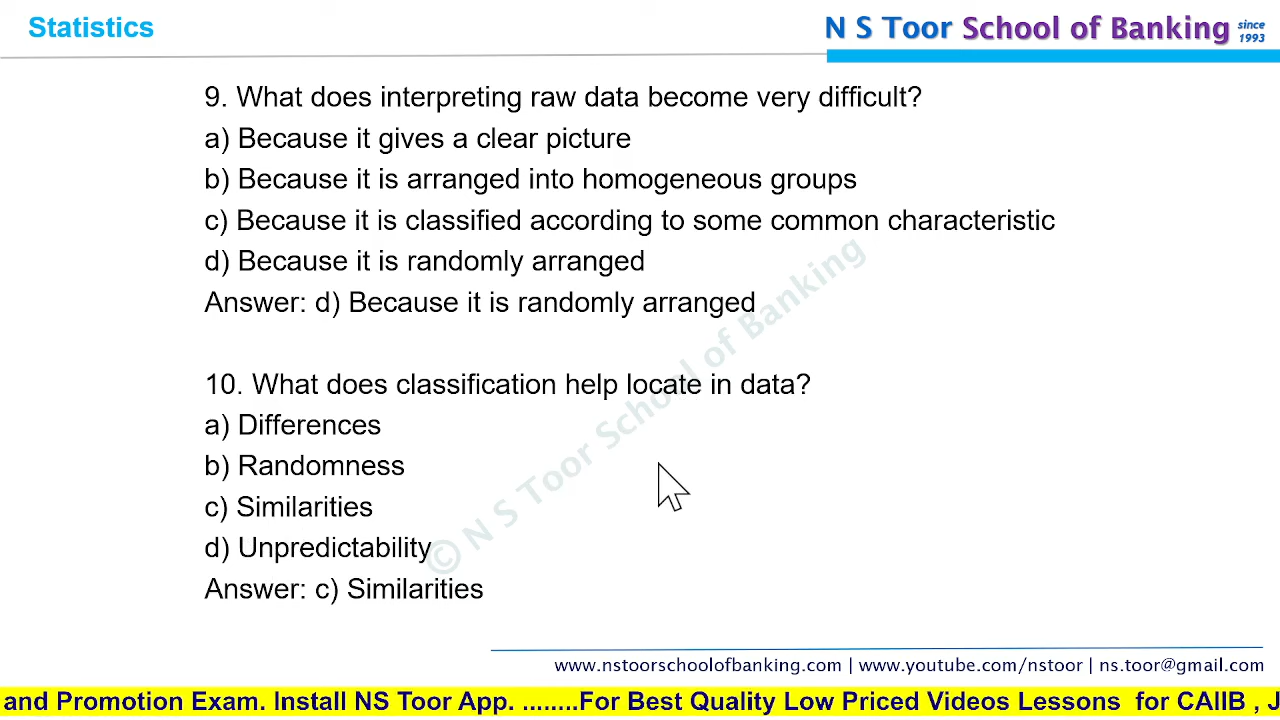 Statistics
N S Toor School of Banking since 1993
9. What does interpreting raw data become very difficult?
a) Because it gives a clear picture
b) Because it is arranged into homogeneous groups
c) Because it is classified according to some common characteristic
d) Because it is randomly arranged
Answer: d) Because it is randomly arranged
10. What does classification help locate in data?
a) Differences
b) Randomness
c) Similarities
d) Unpredictability
Answer: c) Similarities
© N S Toor School of Banking
www.nstoorschoolofbanking.com | www.youtube.com/nstoor | ns.toor@gmail.com
and Promotion Exam. Install NS Toor App. ........For Best Quality Low Priced Videos Lessons for CAIIB , J